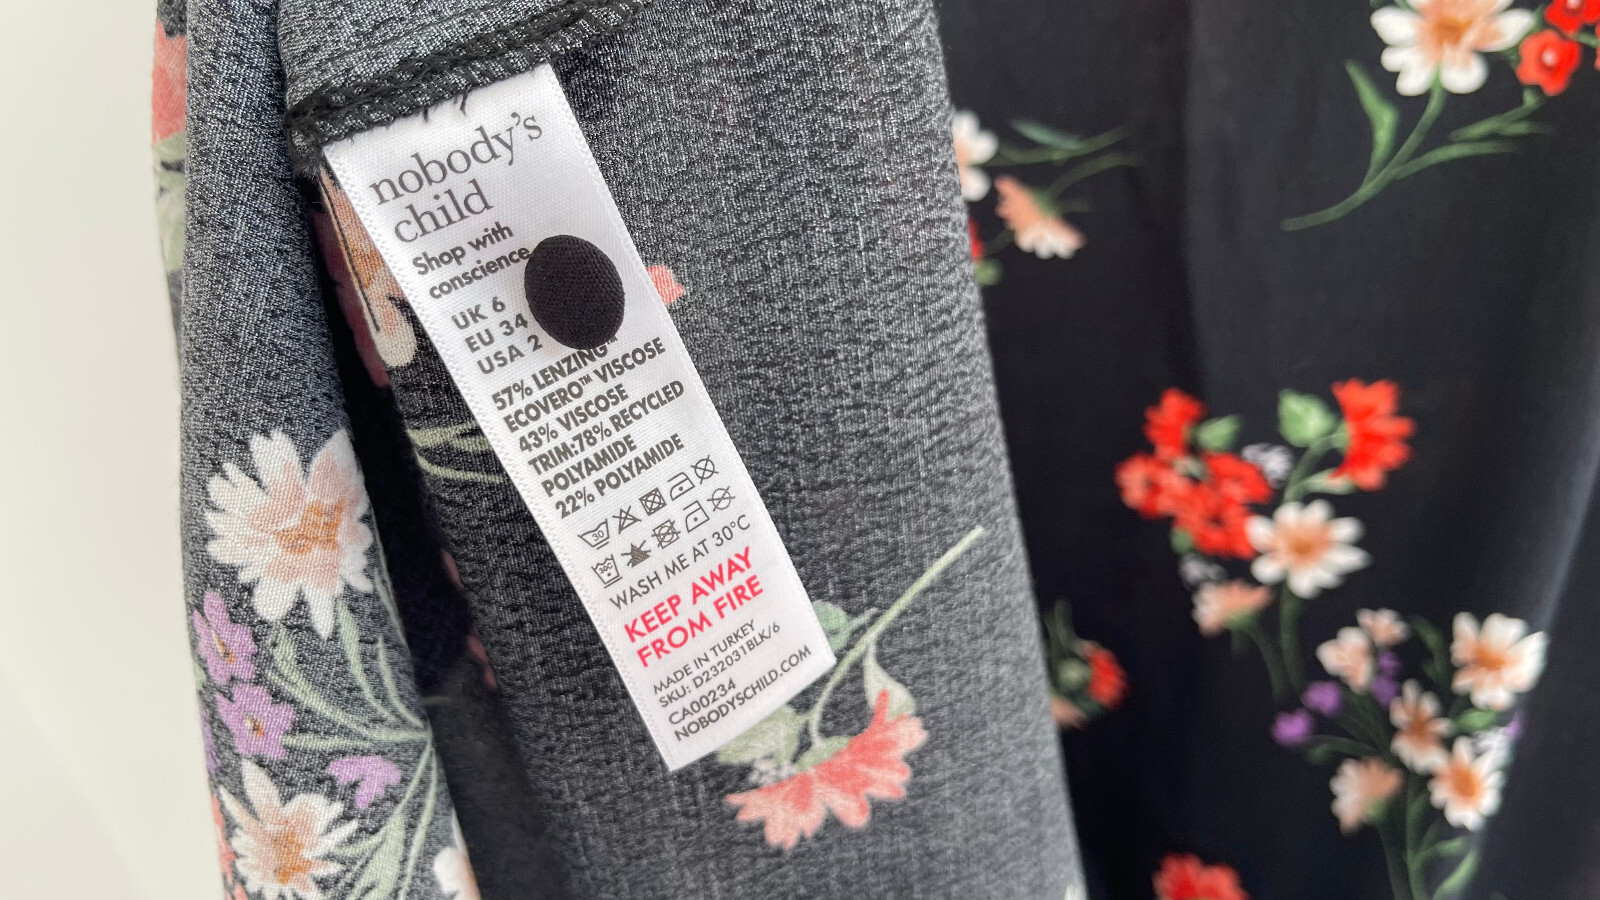 nobody's
child
Shop with
conscience
UK 6
EU 34
USA 2
57% LENZING™
ECOVERO™ VISCOSE
43% VISCOSE
TRIM:78% RECYCLED
POLYAMIDE
22% POLYAMIDE
30
30C
WASH ME AT 30°C
KEEP AWAY
FROM FIRE
MADE IN TURKEY
SKU: D232031BLK/6
CA00234
NOBODYSCHILD.COM